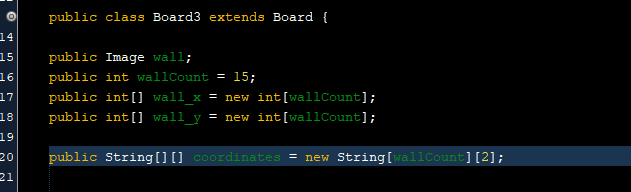 public class Board3 extends Board {
14
15 public Image wall;
16 public int wallCount = 15;
17 public int[] wall_x = new int[wallCount];
18 public int[] wall_y = new int[wallCount];
19
20 public String[][] coordinates = new String[wallCount][2];
21